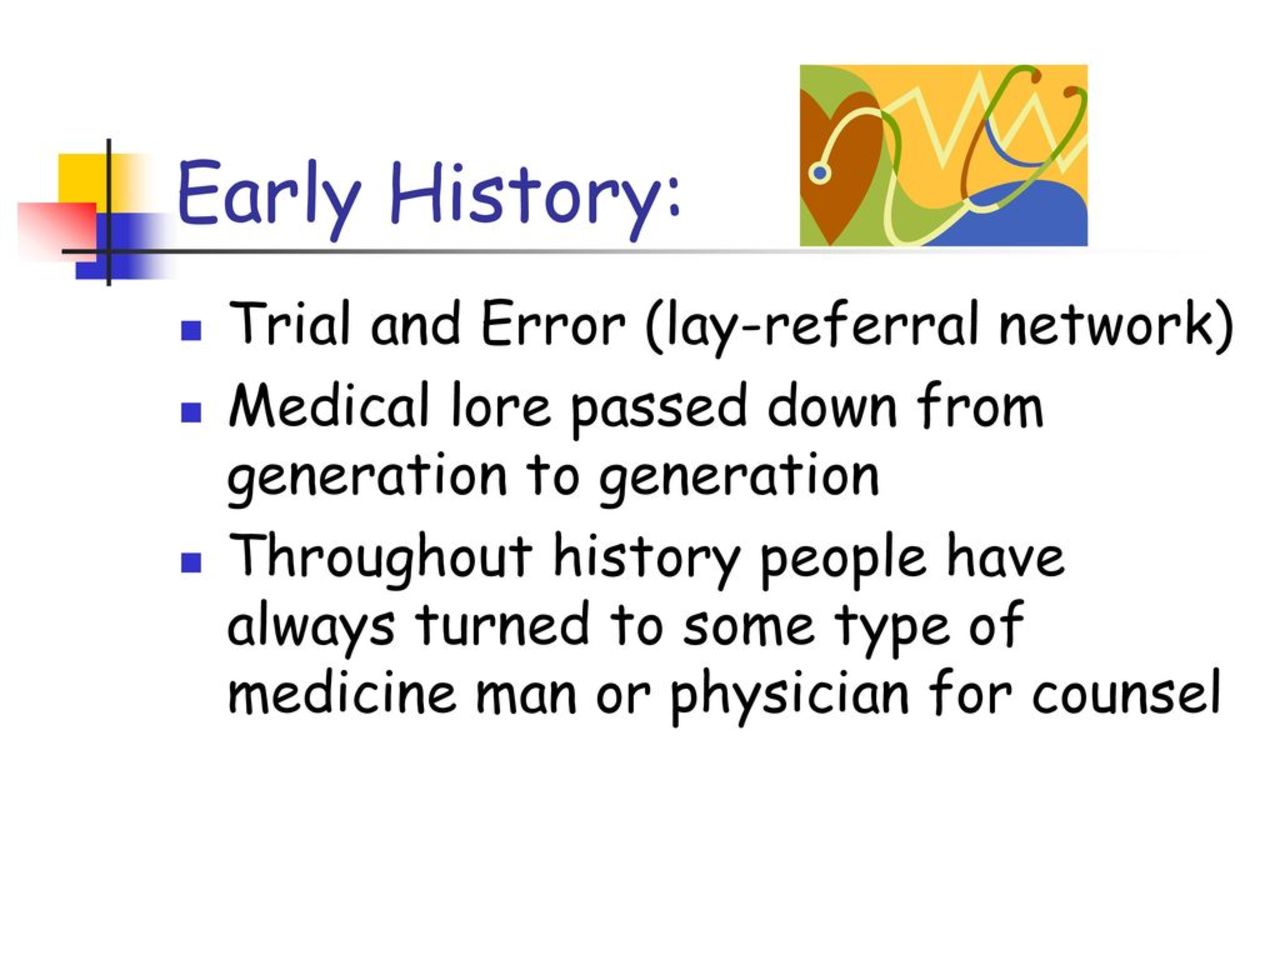 Early History:
Trial and Error (lay-referral network)
Medical lore passed down from
generation to generation
Throughout history people have
always turned to some type of
medicine man or physician for counsel